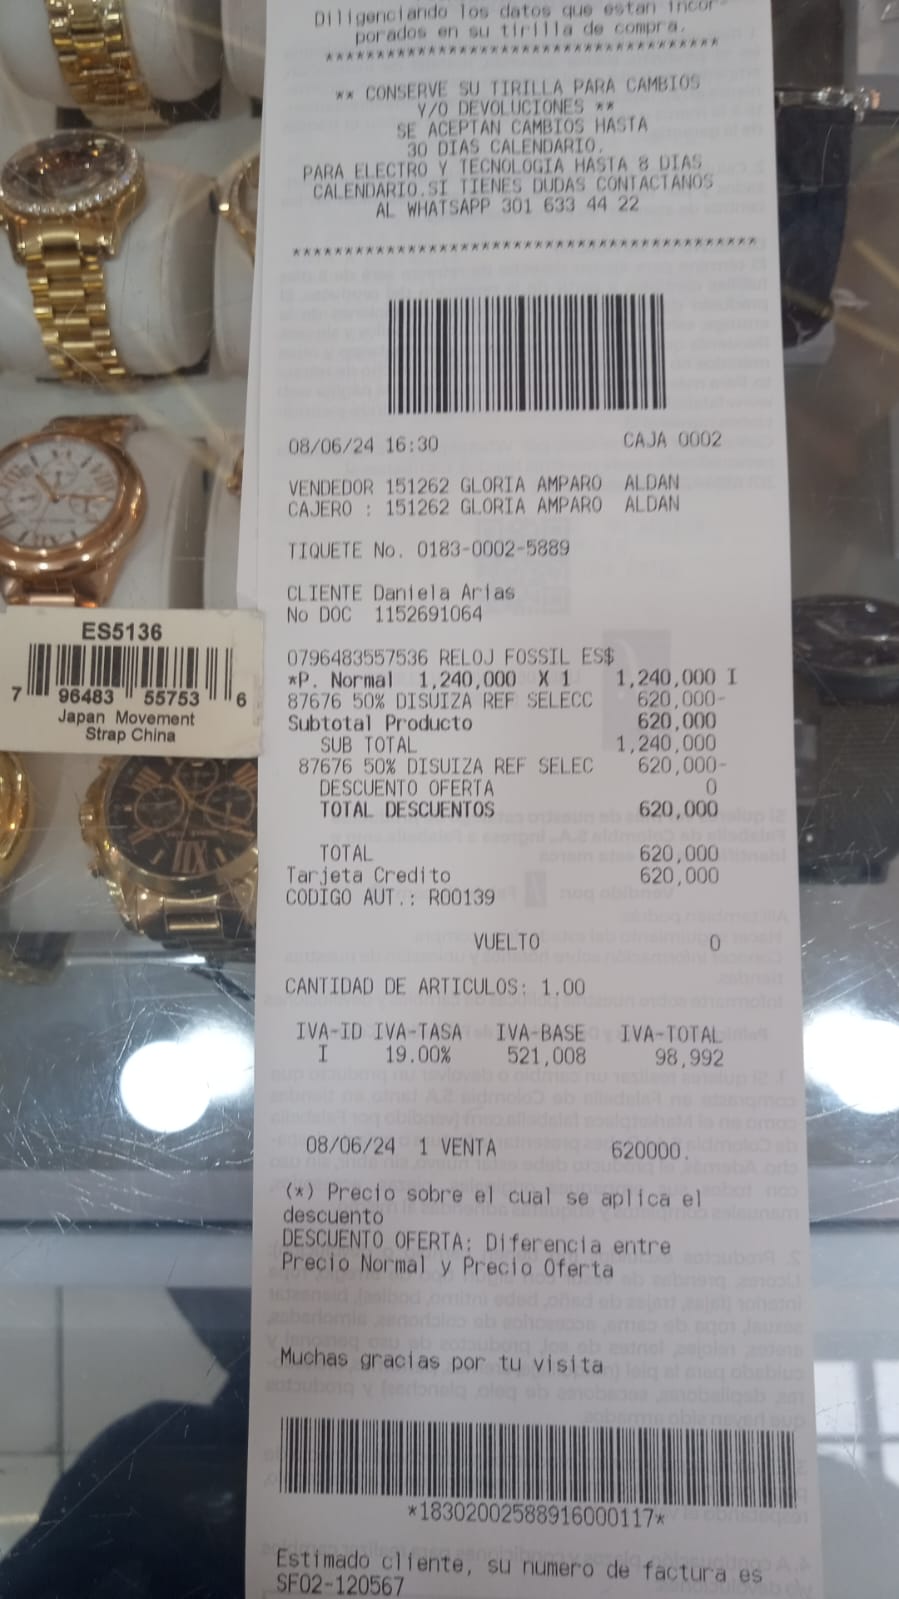 Diligenciando los datos que estan incor-
porados en su tirilla de compra.
****************************************
** CONSERVE SU TIRILLA PARA CAMBIOS
Y/O DEVOLUCIONES **
SE ACEPTAN CAMBIOS HASTA
30 DIAS CALENDARIO.
PARA ELECTRO Y TECNOLOGIA HASTA 8 DIAS
CALENDARIO.SI TIENES DUDAS CONTACTANOS
AL WHATSAPP 301 633 44 22
********************************************
08/06/24 16:30 CAJA 0002
VENDEDOR 151262 GLORIA AMPARO ALDAN
CAJERO : 151262 GLORIA AMPARO ALDAN
TIQUETE No. 0183-0002-5889
CLIENTE Daniela Arias
No DOC 1152691064
0796483557536 RELOJ FOSSIL ES$
*P. Normal 1,240,000 X 1 1,240,000 I
87676 50% DISUIZA REF SELECC 620,000-
Subtotal Producto 620,000
SUB TOTAL 1,240,000
87676 50% DISUIZA REF SELEC 620,000-
DESCUENTO OFERTA 0
TOTAL DESCUENTOS 620,000
TOTAL 620,000
Tarjeta Credito 620,000
CODIGO AUT.: R00139
VUELTO 0
CANTIDAD DE ARTICULOS: 1.00
IVA-ID IVA-TASA IVA-BASE IVA-TOTAL
I 19.00% 521,008 98,992
08/06/24 1 VENTA 620000.
(*) Precio sobre el cual se aplica el
descuento
DESCUENTO OFERTA: Diferencia entre
Precio Normal y Precio Oferta
Muchas gracias por tu visita
*18302002588916000117*
Estimado cliente, su numero de factura es
SF02-120567
ES5136
7 96483 55753 6
Japan Movement
Strap China